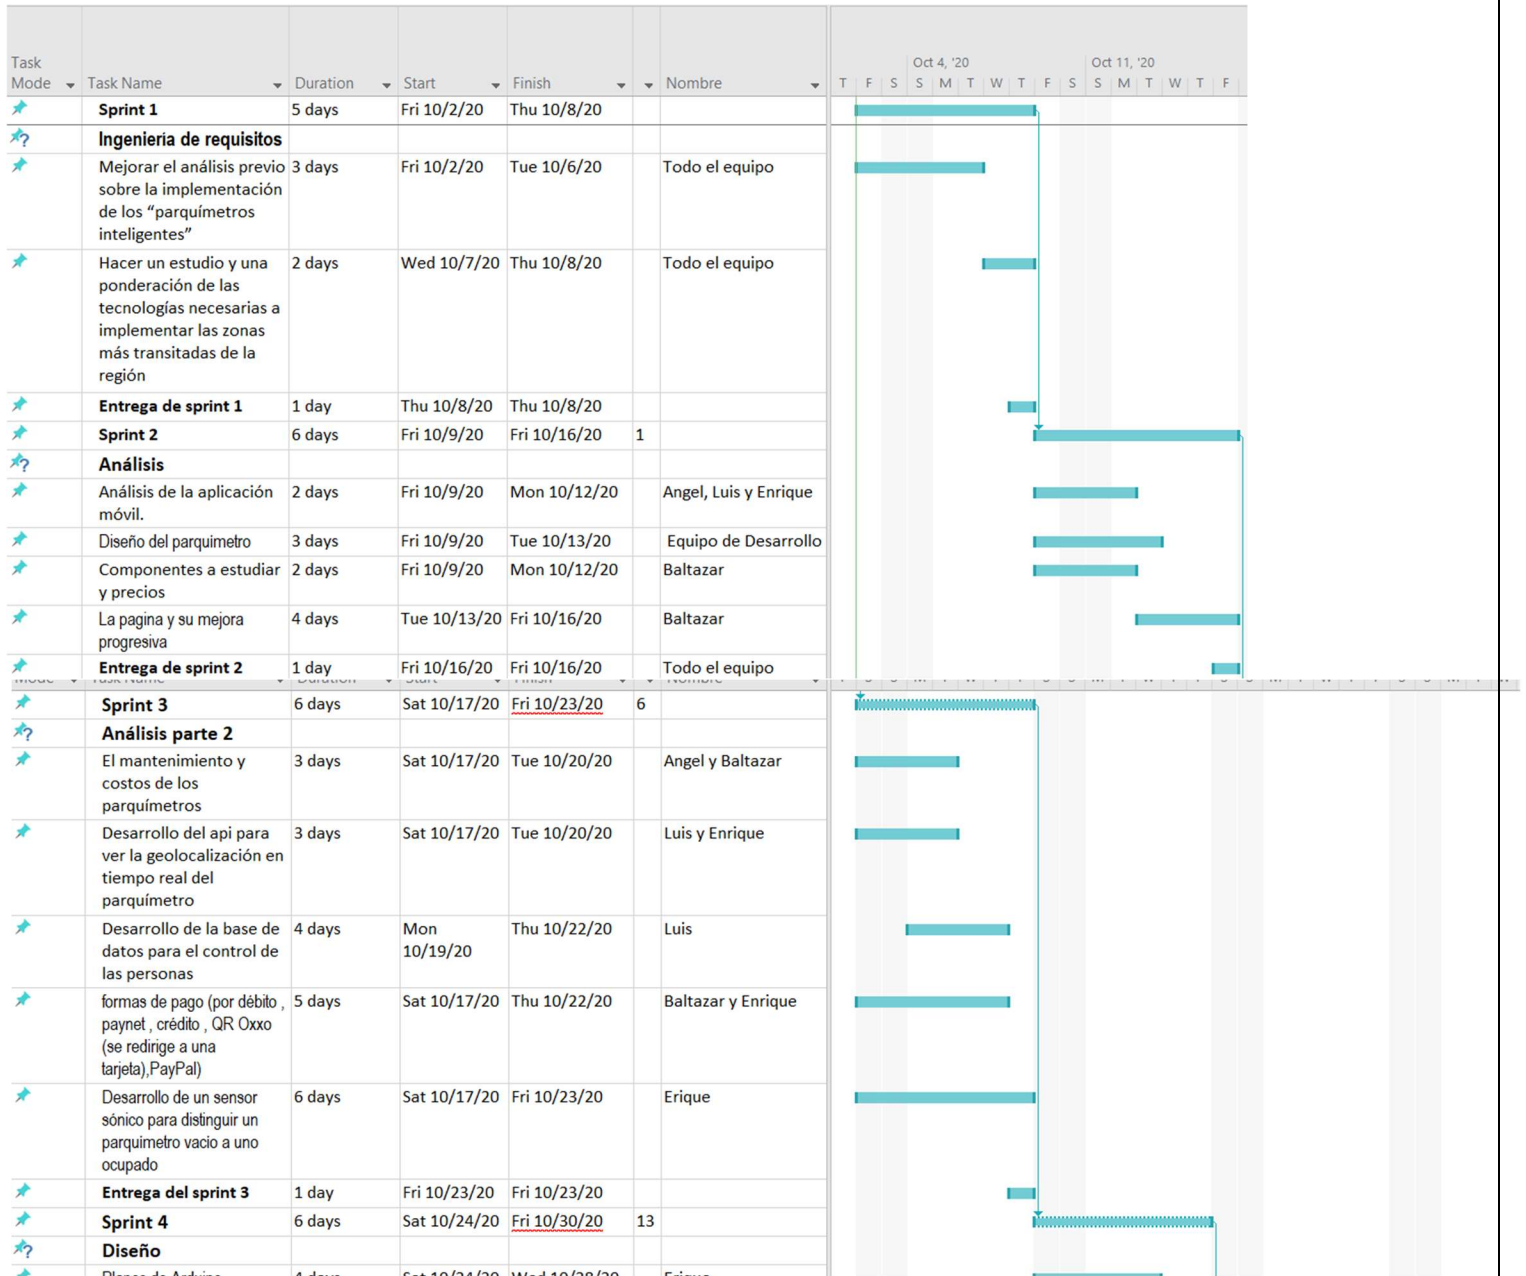 Oct 4, '20 Oct 11, '20
Task
Mode Task Name Duration Start Finish Nombre T F S S M T W T F S S M T W T F
Sprint 1 5 days Fri 10/2/20 Thu 10/8/20
? Ingenieria de requisitos
Mejorar el análisis previo 3 days Fri 10/2/20 Tue 10/6/20 Todo el equipo
sobre la implementación
de los “parquímetros
inteligentes”
Hacer un estudio y una 2 days Wed 10/7/20 Thu 10/8/20 Todo el equipo
ponderación de las
tecnologías necesarias a
implementar las zonas
más transitadas de la
región
Entrega de sprint 1 1 day Thu 10/8/20 Thu 10/8/20
Sprint 2 6 days Fri 10/9/20 Fri 10/16/20 1
? Análisis
Análisis de la aplicación 2 days Fri 10/9/20 Mon 10/12/20 Angel, Luis y Enrique
móvil.
Diseño del parquimetro 3 days Fri 10/9/20 Tue 10/13/20 Equipo de Desarrollo
Componentes a estudiar 2 days Fri 10/9/20 Mon 10/12/20 Baltazar
y precios
La pagina y su mejora 4 days Tue 10/13/20 Fri 10/16/20 Baltazar
progresiva
Entrega de sprint 2 1 day Fri 10/16/20 Fri 10/16/20 Todo el equipo
Sprint 3 6 days Sat 10/17/20 Fri 10/23/20 6
? Análisis parte 2
El mantenimiento y 3 days Sat 10/17/20 Tue 10/20/20 Angel y Baltazar
costos de los
parquímetros
Desarrollo del api para 3 days Sat 10/17/20 Tue 10/20/20 Luis y Enrique
ver la geolocalización en
tiempo real del
parquímetro
Desarrollo de la base de 4 days Mon Thu 10/22/20 Luis
datos para el control de 10/19/20
las personas
formas de pago (por débito , 5 days Sat 10/17/20 Thu 10/22/20 Baltazar y Enrique
paynet , crédito , QR Oxxo
(se redirige a una
tarjeta),PayPal)
Desarrollo de un sensor 6 days Sat 10/17/20 Fri 10/23/20 Erique
sónico para distinguir un
parquimetro vacio a uno
ocupado
Entrega del sprint 3 1 day Fri 10/23/20 Fri 10/23/20
Sprint 4 6 days Sat 10/24/20 Fri 10/30/20 13
? Diseño